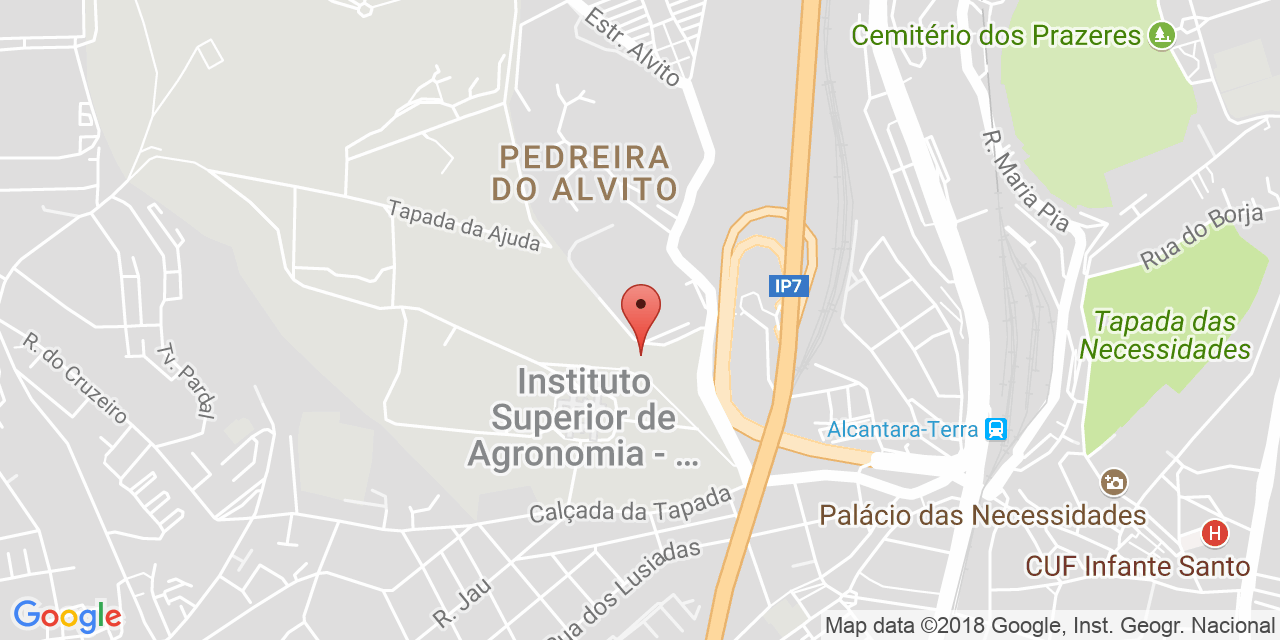 Estr. Alvito
Cemitério dos Prazeres
PEDREIRA
DO ALVITO
R. Maria Pia
Tapada da Ajuda
Rua do Borja
IP7
Tapada das
Necessidades
R. do Cruzeiro
Tv. Pardal
Instituto
Superior de
Agronomia - ...
Alcantara-Terra
Calçada da Tapada
Palácio das Necessidades
H
CUF Infante Santo
Rua dos Lusiadas
R. Jau
Google
Map data ©2018 Google, Inst. Geogr. Nacional